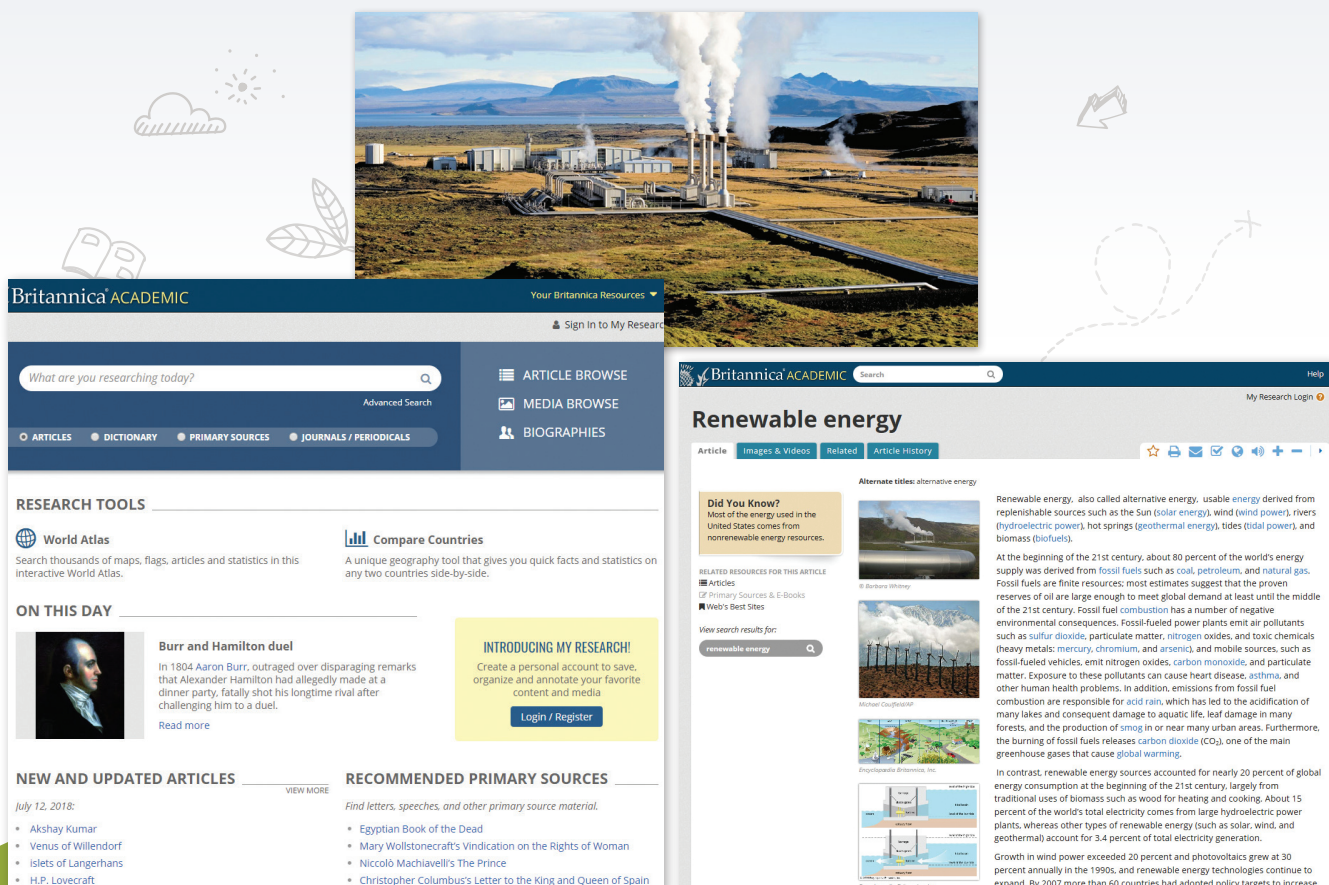 Britannica® ACADEMIC
Your Britannica Resources
Sign In to My Researc
What are you researching today?
Advanced Search
ARTICLES
DICTIONARY
PRIMARY SOURCES
JOURNALS / PERIODICALS
ARTICLE BROWSE
MEDIA BROWSE
BIOGRAPHIES
RESEARCH TOOLS
World Atlas
Search thousands of maps, flags, articles and statistics in this
interactive World Atlas.
Compare Countries
A unique geography tool that gives you quick facts and statistics on
any two countries side-by-side.
ON THIS DAY
Burr and Hamilton duel
In 1804 Aaron Burr, outraged over disparaging remarks
that Alexander Hamilton had allegedly made at a
dinner party, fatally shot his longtime rival after
challenging him to a duel.
Read more
INTRODUCING MY RESEARCH!
Create a personal account to save,
organize and annotate your favorite
content and media
Login / Register
NEW AND UPDATED ARTICLES
VIEW MORE
July 12, 2018:
Akshay Kumar
Venus of Willendorf
islets of Langerhans
H.P. Lovecraft
RECOMMENDED PRIMARY SOURCES
Find letters, speeches, and other primary source material.
Egyptian Book of the Dead
Mary Wollstonecraft's Vindication on the Rights of Woman
Niccolò Machiavelli's The Prince
Christopher Columbus's Letter to the King and Queen of Spain
Britannica® ACADEMIC
Search
Help
My Research Login
Renewable energy
Article
Images & Videos
Related
Article History
Alternate titles: alternative energy
Did You Know?
Most of the energy used in the
United States comes from
nonrenewable energy resources.
RELATED RESOURCES FOR THIS ARTICLE
Articles
Primary Sources & E-Books
Web's Best Sites
View search results for:
renewable energy
© Barbara Whitney
Michael Caulfield/AP
Encyclopædia Britannica, Inc.
Renewable energy, also called alternative energy, usable energy derived from
replenishable sources such as the Sun (solar energy), wind (wind power), rivers
(hydroelectric power), hot springs (geothermal energy), tides (tidal power), and
biomass (biofuels).
At the beginning of the 21st century, about 80 percent of the world's energy
supply was derived from fossil fuels such as coal, petroleum, and natural gas.
Fossil fuels are finite resources; most estimates suggest that the proven
reserves of oil are large enough to meet global demand at least until the middle
of the 21st century. Fossil fuel combustion has a number of negative
environmental consequences. Fossil-fueled power plants emit air pollutants
such as sulfur dioxide, particulate matter, nitrogen oxides, and toxic chemicals
(heavy metals: mercury, chromium, and arsenic), and mobile sources, such as
fossil-fueled vehicles, emit nitrogen oxides, carbon monoxide, and particulate
matter. Exposure to these pollutants can cause heart disease, asthma, and
other human health problems. In addition, emissions from fossil fuel
combustion are responsible for acid rain, which has led to the acidification of
many lakes and consequent damage to aquatic life, leaf damage in many
forests, and the production of smog in or near many urban areas. Furthermore,
the burning of fossil fuels releases carbon dioxide (CO₂), one of the main
greenhouse gases that cause global warming.
In contrast, renewable energy sources accounted for nearly 20 percent of global
energy consumption at the beginning of the 21st century, largely from
traditional uses of biomass such as wood for heating and cooking. About 15
percent of the world's total electricity comes from large hydroelectric power
plants, whereas other types of renewable energy (such as solar, wind, and
geothermal) account for 3.4 percent of total electricity generation.
Growth in wind power exceeded 20 percent and photovoltaics grew at 30
percent annually in the 1990s, and renewable energy technologies continue to
expand. By 2007 more than 60 countries had adopted policy targets to increase